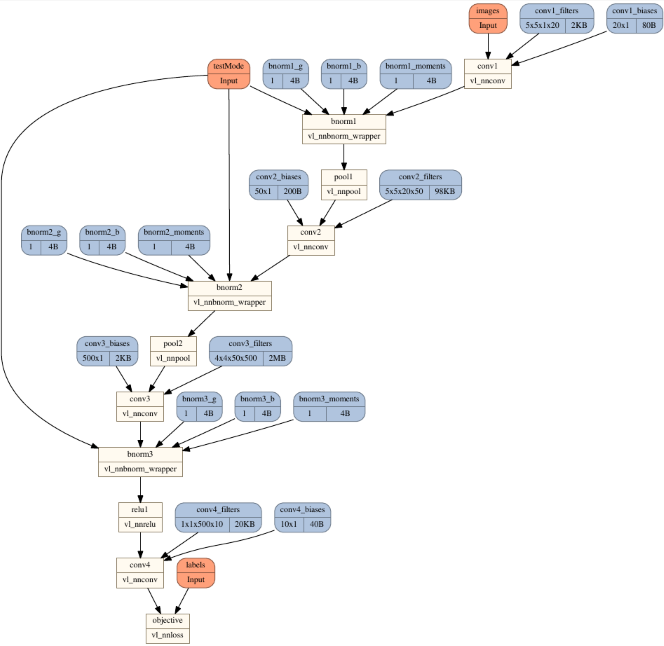 images
Input
conv1_filters
5x5x1x20 2KB
conv1_biases
20x1 80B
testMode
Input
bnorm1_g
1 4B
bnorm1_b
1 4B
bnorm1_moments
1 4B
conv1
vl_nnconv
bnorm1
vl_nnbnorm_wrapper
conv2_biases
50x1 200B
pool1
vl_nnpool
conv2_filters
5x5x20x50 98KB
bnorm2_g
1 4B
bnorm2_b
1 4B
bnorm2_moments
1 4B
conv2
vl_nnconv
bnorm2
vl_nnbnorm_wrapper
conv3_biases
500x1 2KB
pool2
vl_nnpool
conv3_filters
4x4x50x500 2MB
conv3
vl_nnconv
bnorm3_g
1 4B
bnorm3_b
1 4B
bnorm3_moments
1 4B
bnorm3
vl_nnbnorm_wrapper
relu1
vl_nnrelu
conv4_filters
1x1x500x10 20KB
conv4_biases
10x1 40B
conv4
vl_nnconv
labels
Input
objective
vl_nnloss